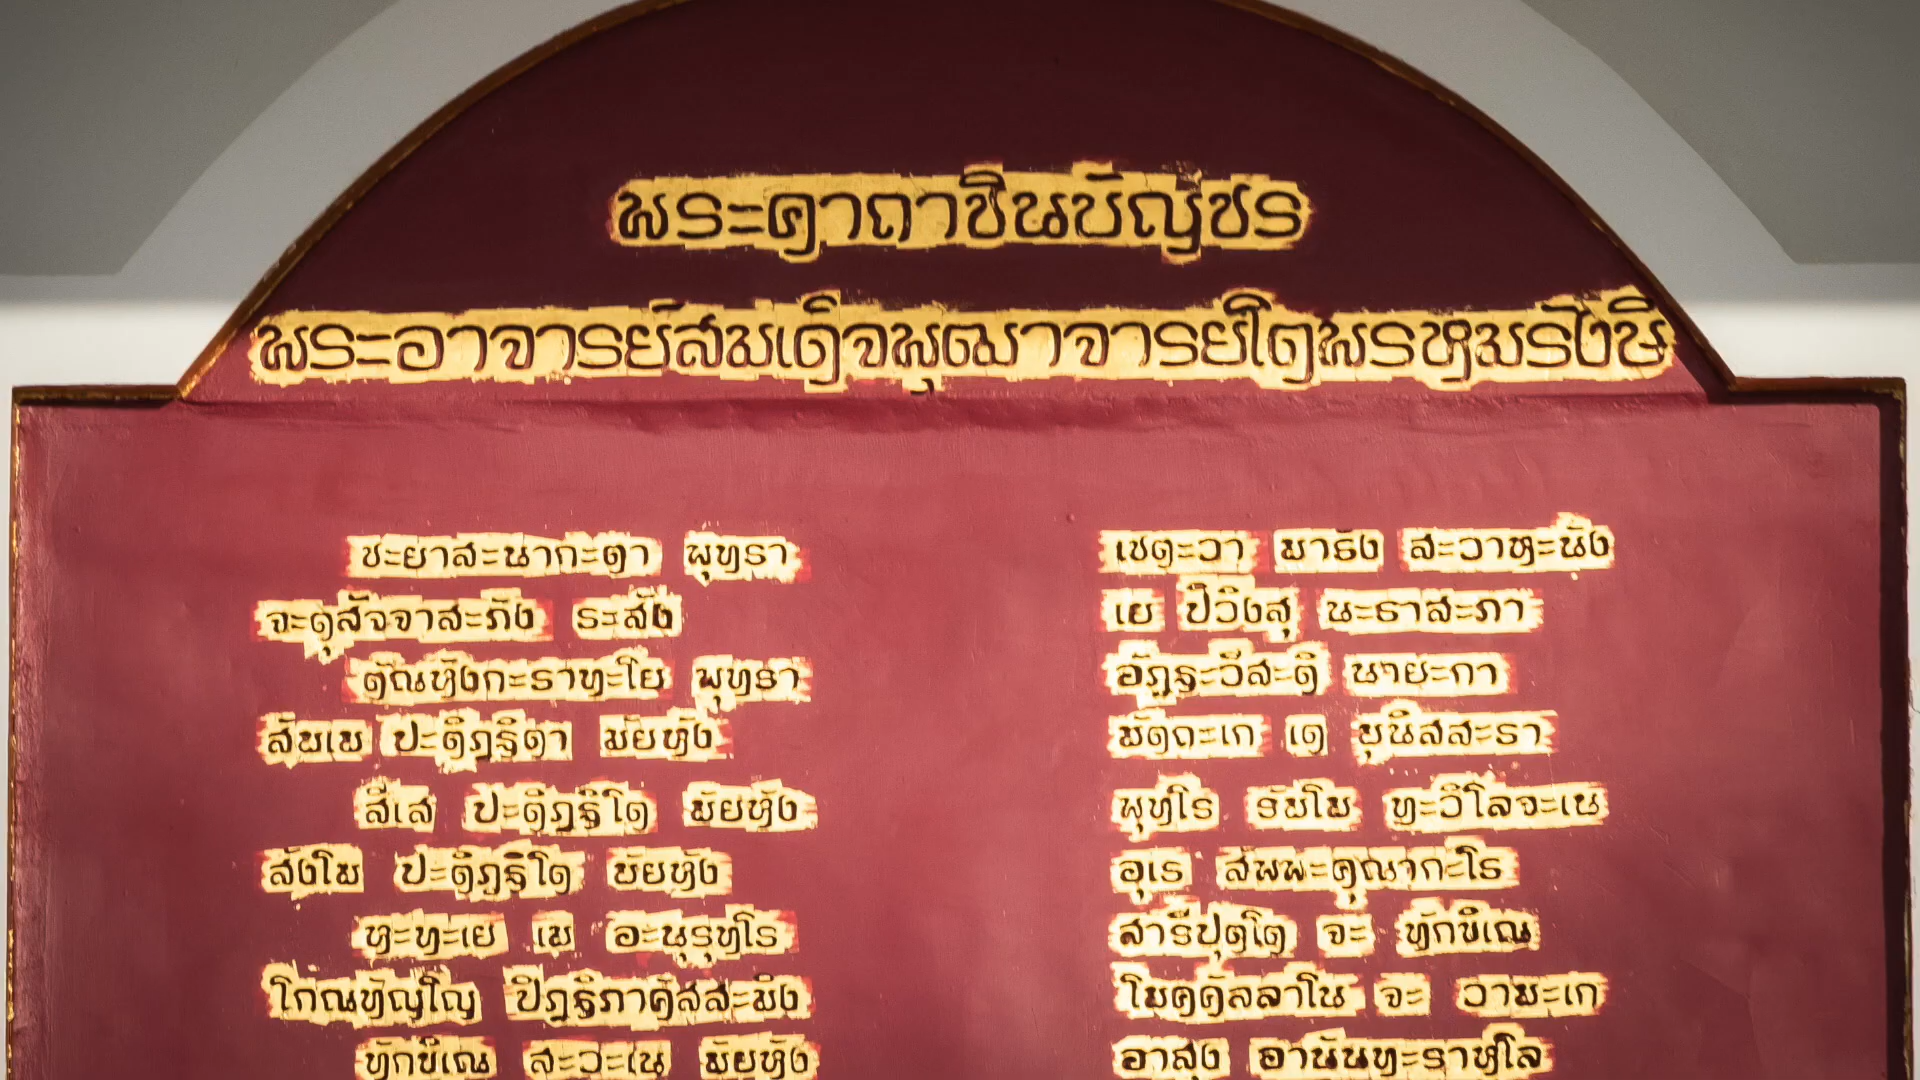 พระคาถาชินบัญชร
พระอาจารย์สมเด็จพุฒาจารย์โตพรหมรังษี
ชะยาสะนากะตา พุทธา เชตะวา มารัง สะวาหะนัง
จะตุสัจจาสะภัง ระสัง เย ปิวิงสุ นะราสะภา
ตัณหังกะราทะโย พุทธา อัฏฐะวีสะติ นายะกา
สัพเพ ปะติฏฐิตา มัยหัง มัตถะเก เต มุนิสสะรา
สีเส ปะติฏฐิโต มัยหัง พุทโธ ธัมโม ทะวิโลจะเน
สังโฆ ปะติฏฐิโต มัยหัง อุเร สัพพะคุณากะโร
หะทะเย เม อะนุรุทโธ สารีปุตโต จะ ทักขิเณ
โกณทัญโญ ปิฏฐิภาคัสสะมิง โมคคัลลาโน จะ วามะเก
ทักขิเณ สะวะเน มัยหัง อาสุง อานันทะราหุโล